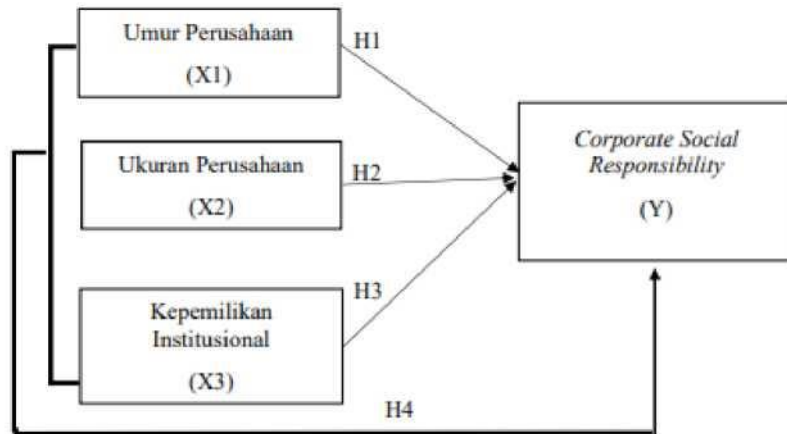 Umur Perusahaan
(X1)
H1
Ukuran Perusahaan
(X2)
H2
Kepemilikan
Institusional
(X3)
H3
Corporate Social
Responsibility
(Y)
H4